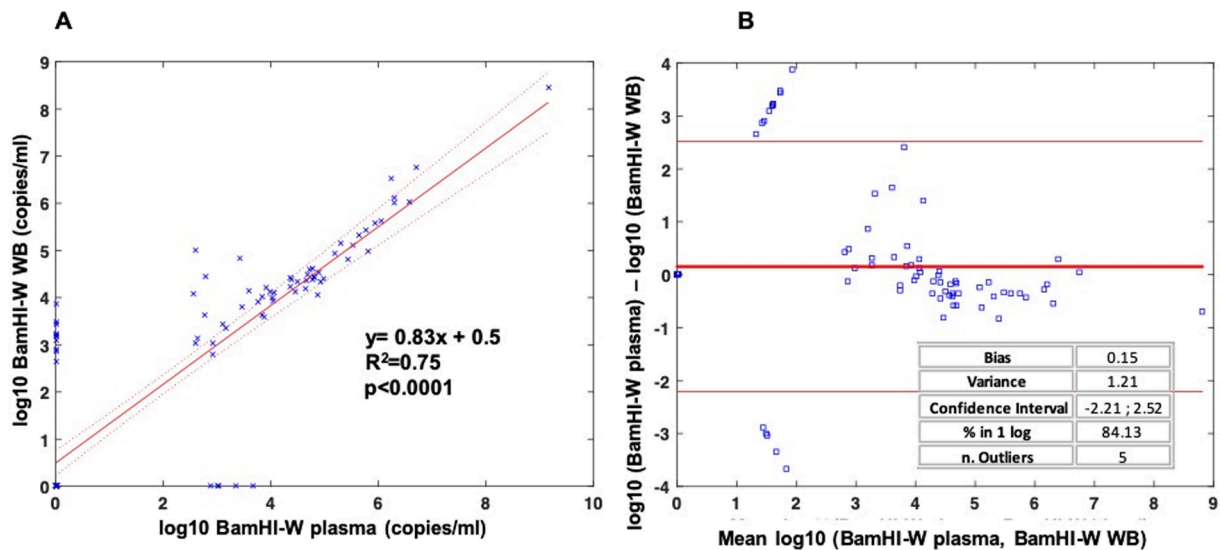 A
9
8
7
6
5
4
3
2
1
0
0
2
4
6
8
10
log10 BamHI-W WB (copies/ml)
log10 BamHI-W plasma (copies/ml)
y= 0.83x + 0.5
R²=0.75
p<0.0001
B
4
3
2
1
0
-1
-2
-3
-4
0
1
2
3
4
5
6
7
8
9
log10 (BamHI-W plasma) – log10 (BamHI-W WB)
Mean log10 (BamHI-W plasma, BamHI-W WB)
Bias 0.15
Variance 1.21
Confidence Interval -2.21 ; 2.52
% in 1 log 84.13
n. Outliers 5